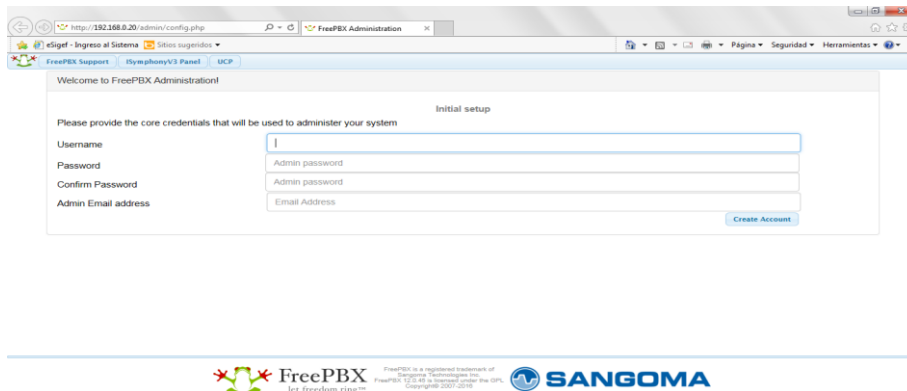 http://192.168.0.20/admin/config.php
FreePBX Administration
eSigef - Ingreso al Sistema Sitios sugeridos
Página Seguridad Herramientas
FreePBX Support iSymphonyV3 Panel UCP
Welcome to FreePBX Administration!
Initial setup
Please provide the core credentials that will be used to administer your system
Username
Password Admin password
Confirm Password Admin password
Admin Email address Email Address
Create Account
FreePBX
let freedom ring™
FreePBX is a registered trademark of
Sangoma Technologies Inc.
FreePBX 12.0.45 is licensed under the GPL
Copyright© 2007-2016
SANGOMA